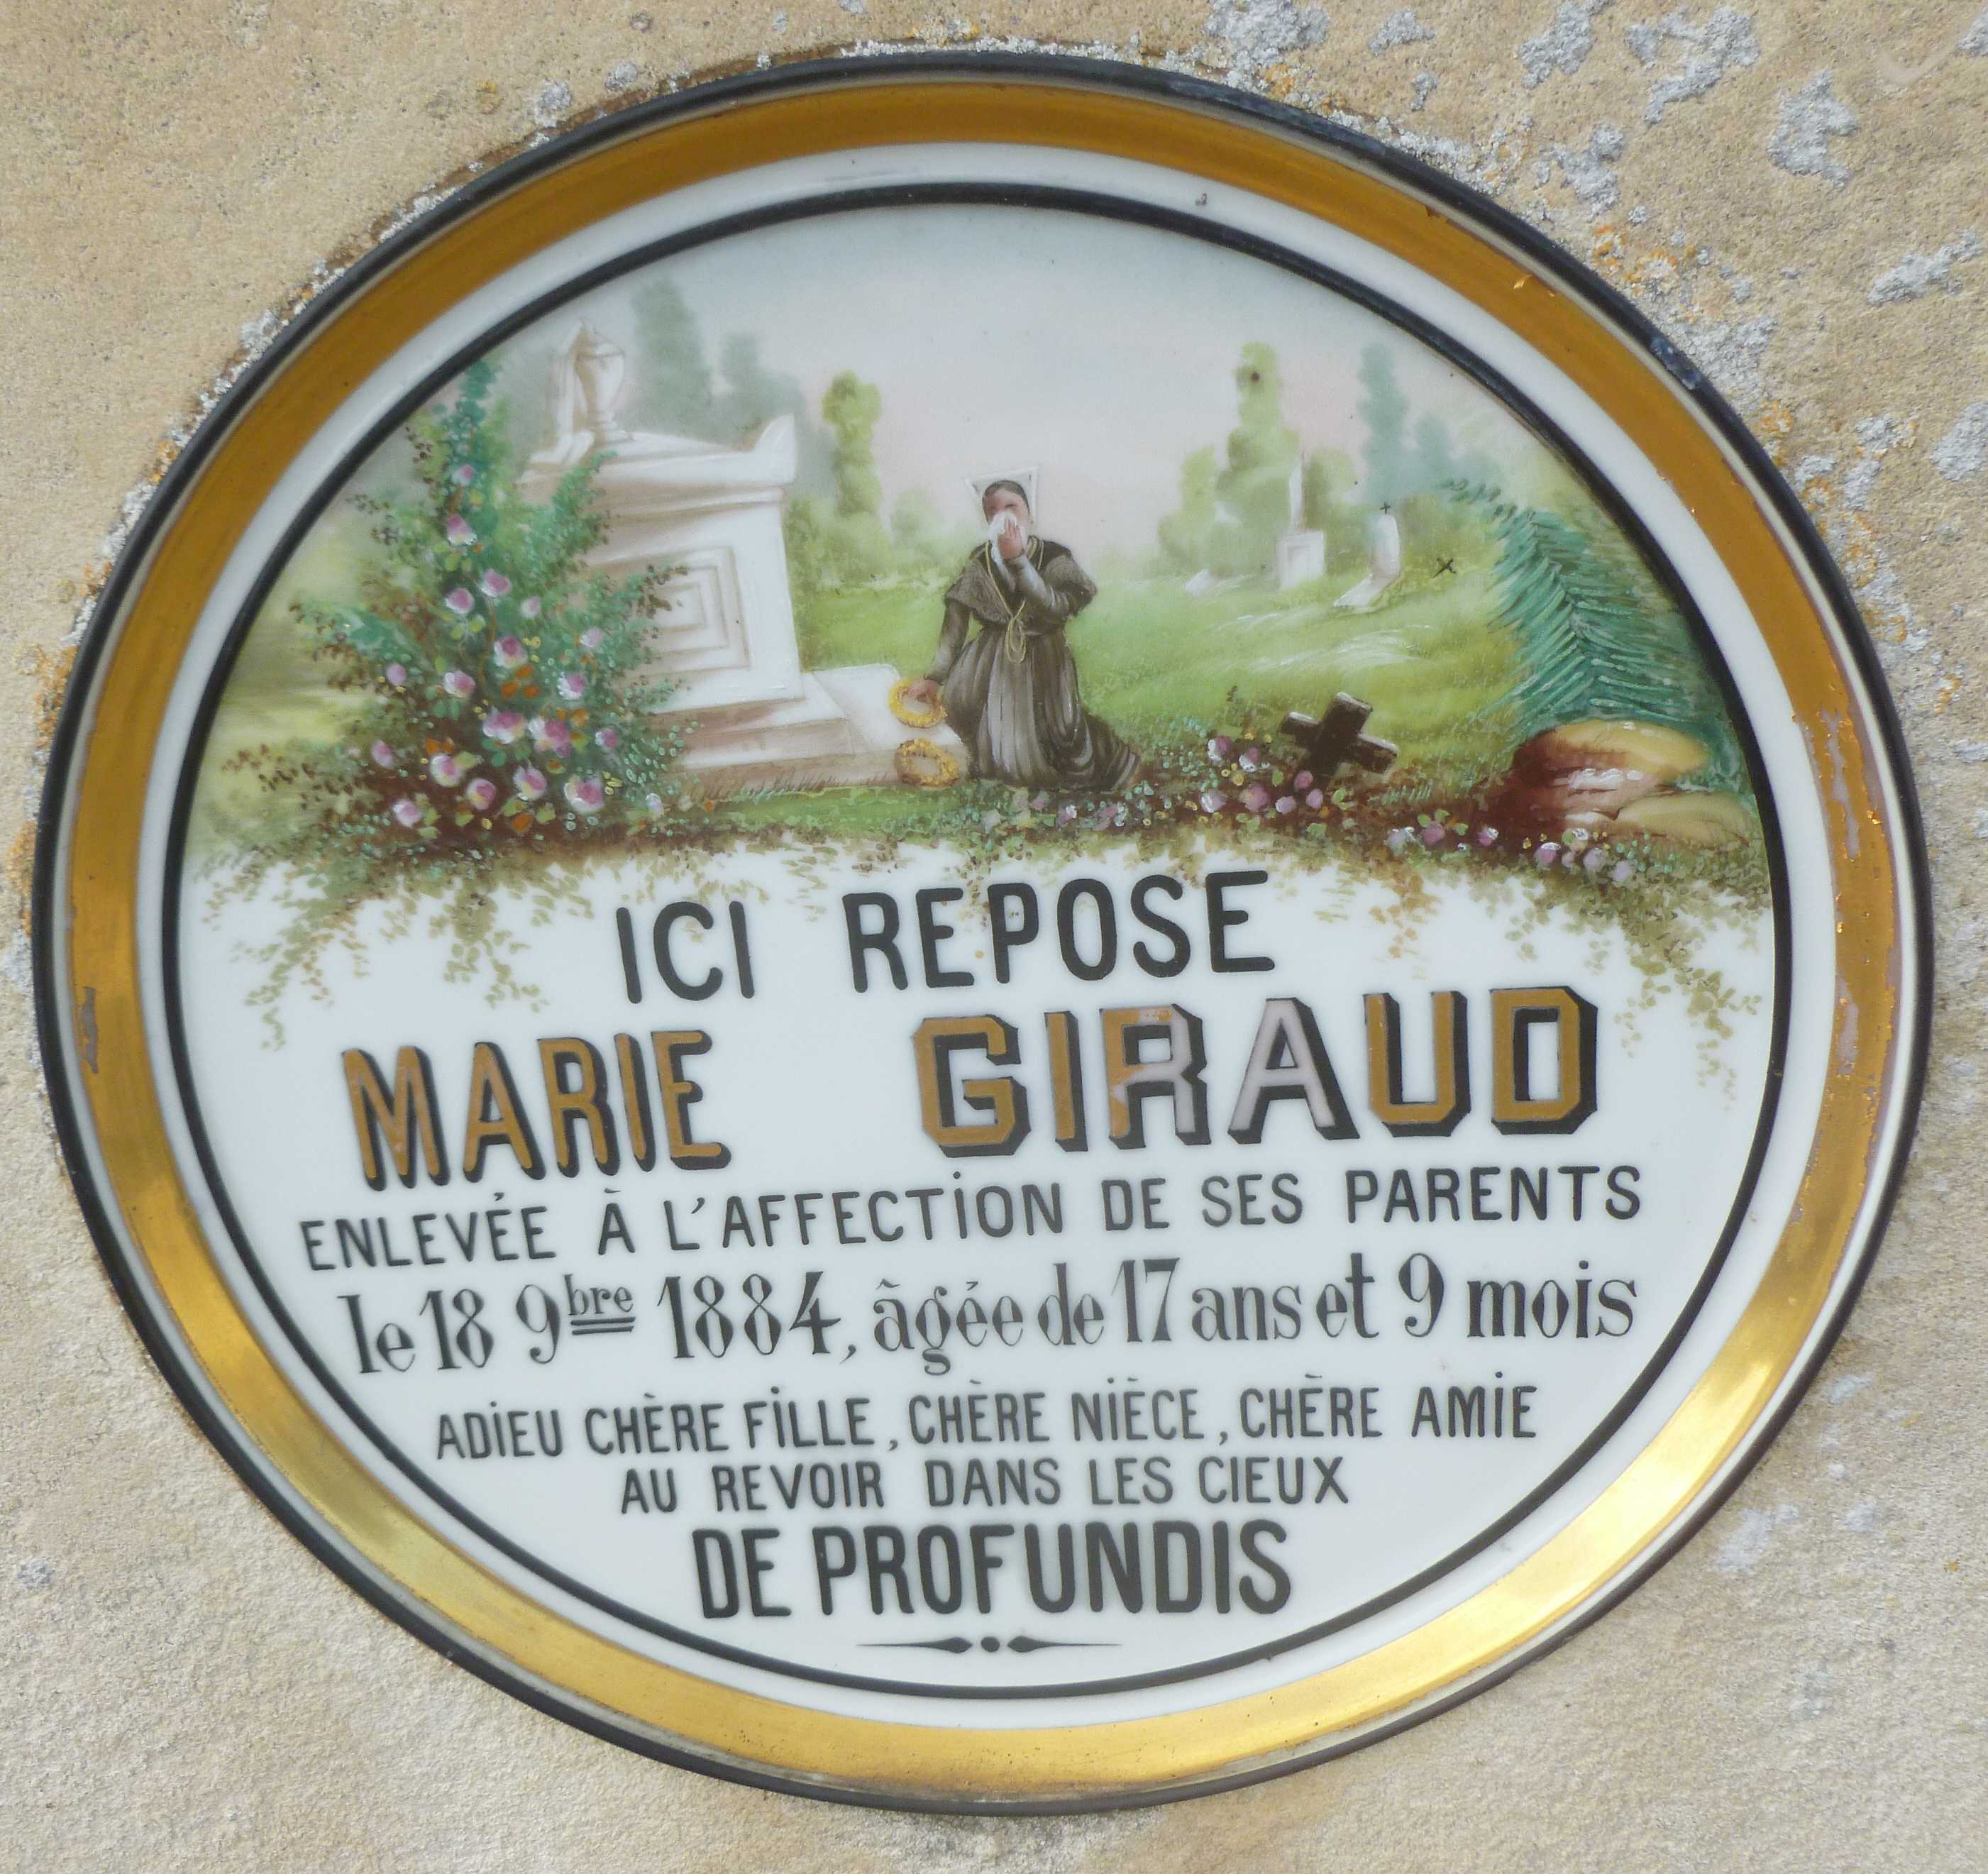 ICI REPOSE
MARIE GIRAUD
ENLEVÉE À L'AFFECTION DE SES PARENTS
le 18 9bre 1884, âgée de 17 ans et 9 mois
ADIEU CHÈRE FILLE, CHÈRE NIÈCE, CHÈRE AMIE
AU REVOIR DANS LES CIEUX
DE PROFUNDIS